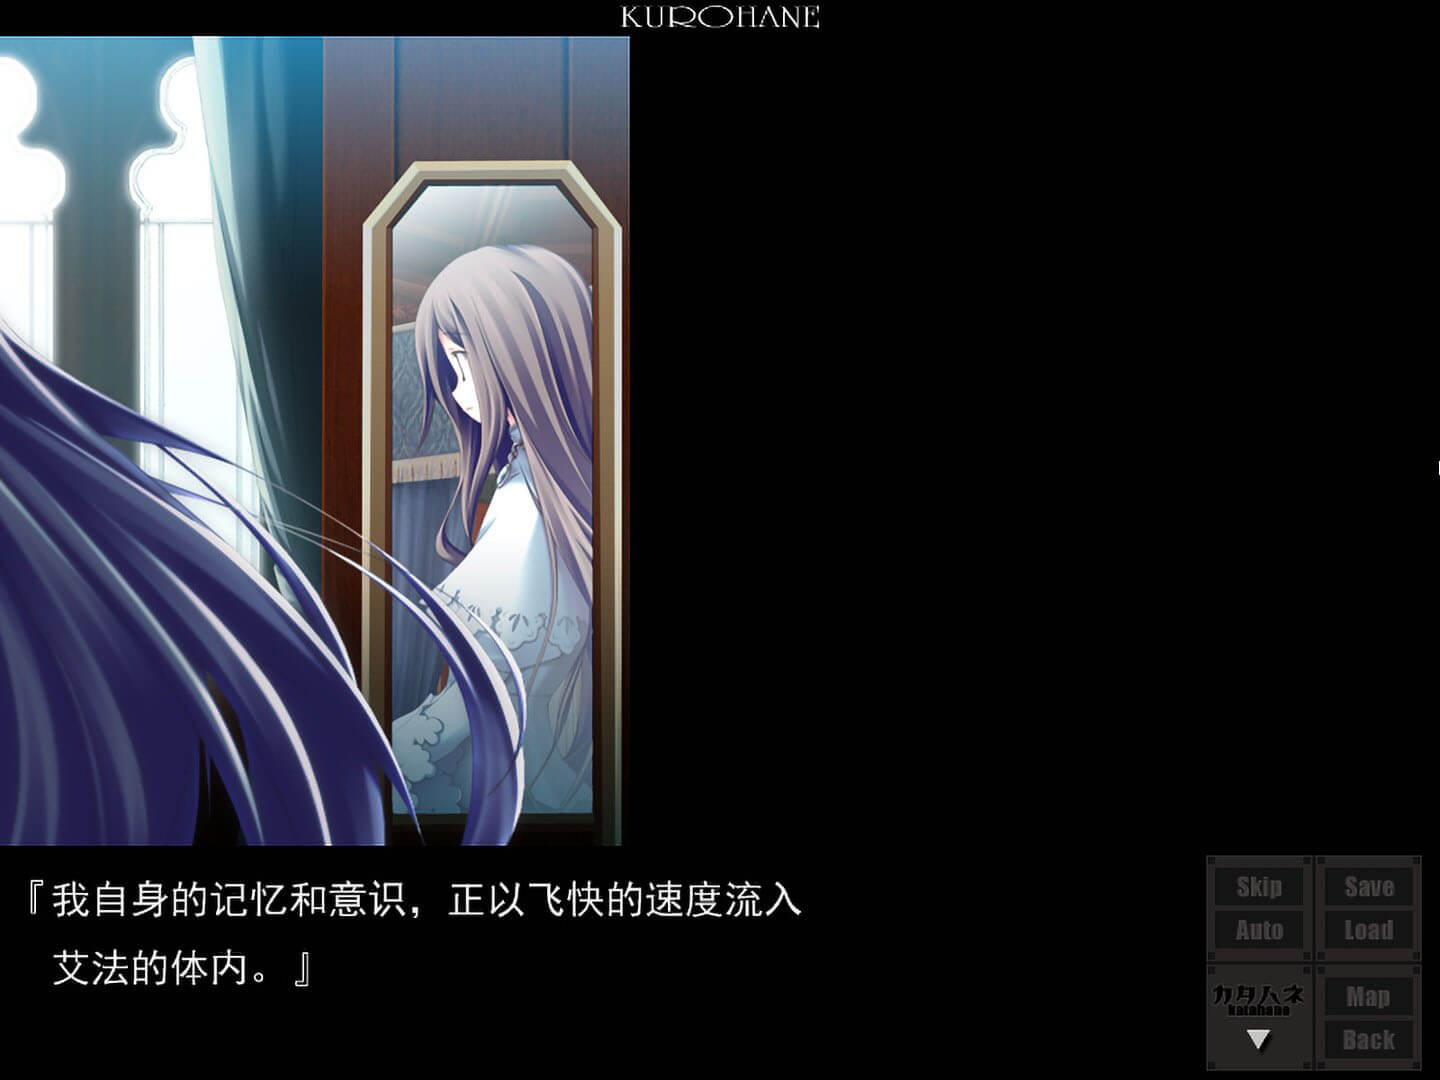 KUROHANE
『我自身的记忆和意识，正以飞快的速度流入
艾法的体内。』
Skip
Save
Auto
Load
カタハネ
katahane
Map
Back